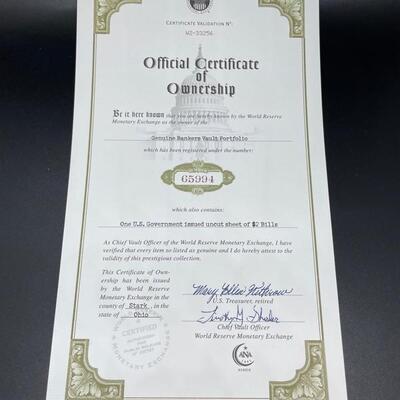 CERTIFICATE VALIDATION Nº:
W2-33256
Official Certificate
of
Ownership
Be it here known that you are hereby known by the World Reserve
Monetary Exchange as the owner of the
Genuine Bankers Vault Portfolio
which has been registered under the number:
65994
which also contains:
One U.S. Government issued uncut sheet of $2 Bills
As Chief Vault Officer of the World Reserve Monetary Exchange, I have
verified that every item so listed as genuine and I do hereby attest to the
validity of this prestigious collection.
This Certificate of Own-
ership has been issued
by the World Reserve
Monetary Exchange in the
county of Stark, in the
state of Ohio
U.S. Treasurer, retired
Chief Vault Officer
World Reserve Monetary Exchange
CERTIFIED
MONETARY EXCHANGE
ANA